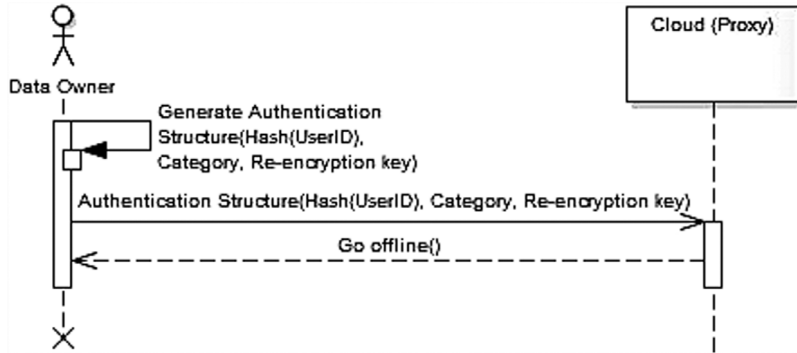 Cloud (Proxy)
Data Owner
Generate Authentication
Structure(Hash(UserID),
Category, Re-encryption key)
Authentication Structure(Hash(UserID), Category, Re-encryption key)
Go offline()